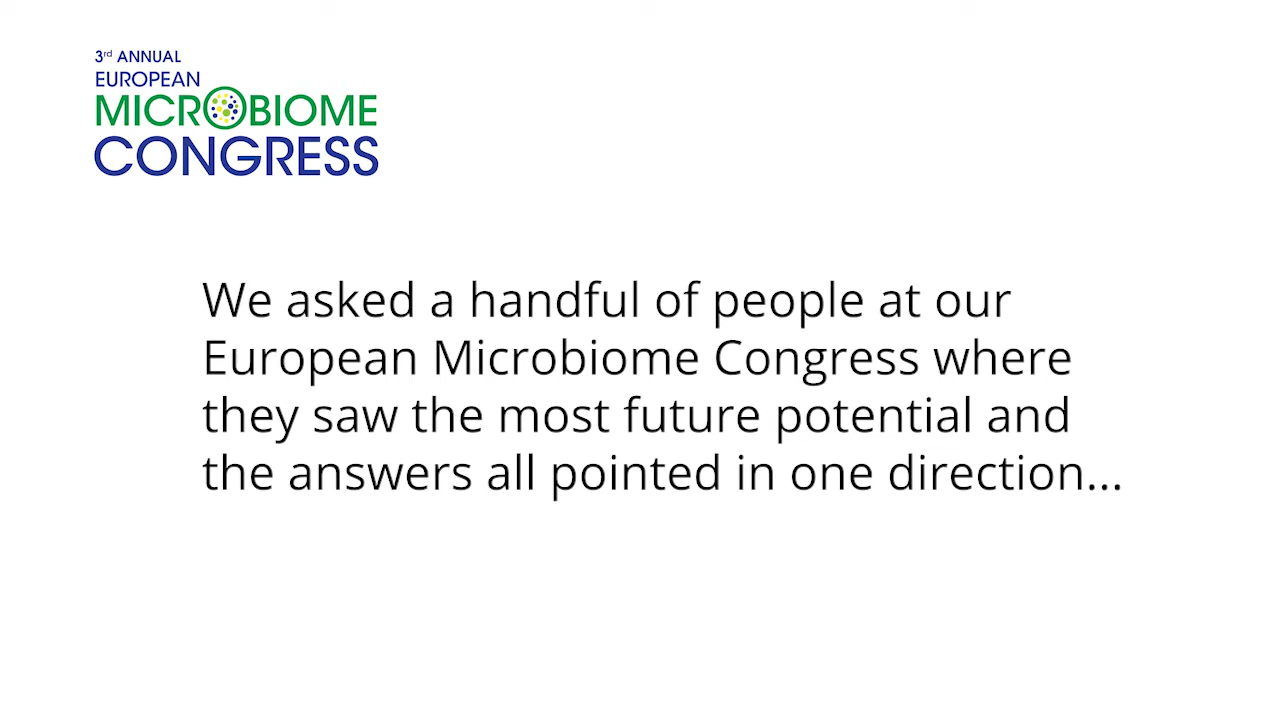 3rd ANNUAL
EUROPEAN
MICROBIOME
CONGRESS
We asked a handful of people at our
European Microbiome Congress where
they saw the most future potential and
the answers all pointed in one direction...